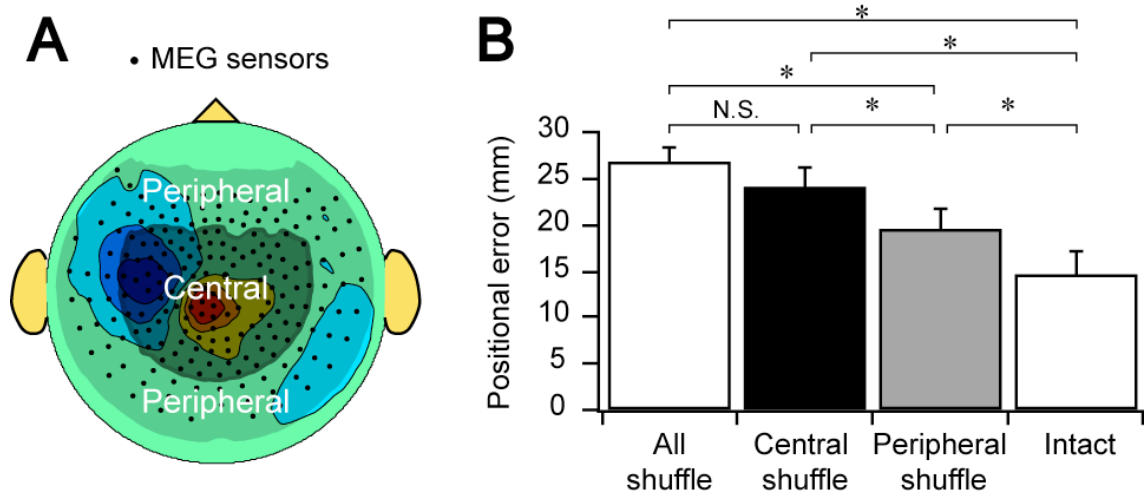 A
• MEG sensors
Peripheral
Central
Peripheral
B
*
*
*
N.S.
*
*
Positional error (mm)
30
25
20
15
10
5
0
All
shuffle
Central
shuffle
Peripheral
shuffle
Intact